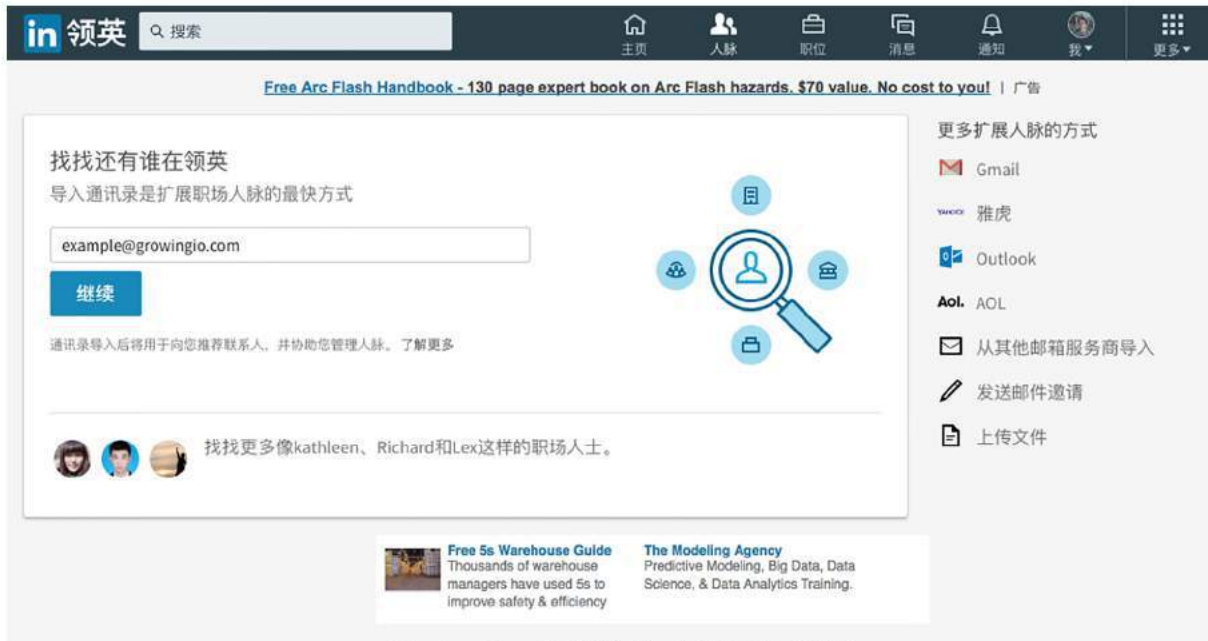 in 领英
搜索
主页
人脉
职位
消息
通知
我
更多
Free Arc Flash Handbook - 130 page expert book on Arc Flash hazards. $70 value. No cost to you! | 广告
找找还有谁在领英
导入通讯录是扩展职场人脉的最快方式
example@growingio.com
继续
通讯录导入后将用于向您推荐联系人，并协助您管理人脉。了解更多
找找更多像kathleen、Richard和Lex这样的职场人士。
更多扩展人脉的方式
Gmail
YAHOO! 雅虎
Outlook
Aol. AOL
从其他邮箱服务商导入
发送邮件邀请
上传文件
Free 5s Warehouse Guide
Thousands of warehouse
managers have used 5s to
improve safety & efficiency
The Modeling Agency
Predictive Modeling, Big Data, Data
Science, & Data Analytics Training.